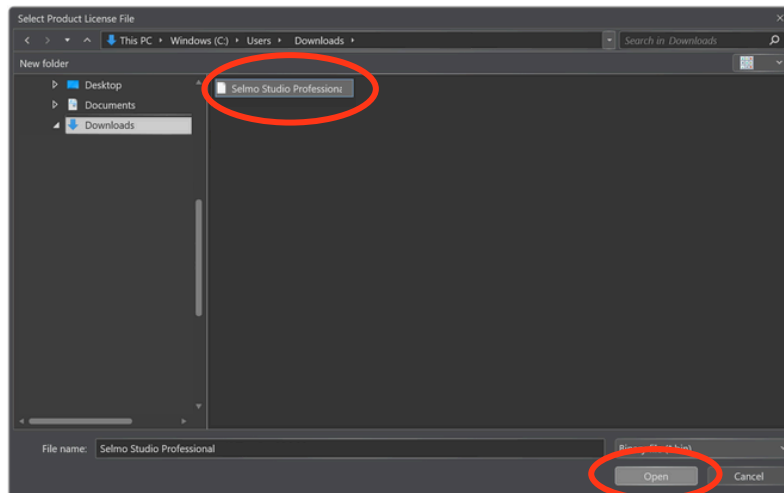 Select Product License File
This PC Windows (C:) Users Downloads Search in Downloads
New folder
Desktop
Selmo Studio Professiona
Documents
Downloads
File name: Selmo Studio Professional
Open Cancel